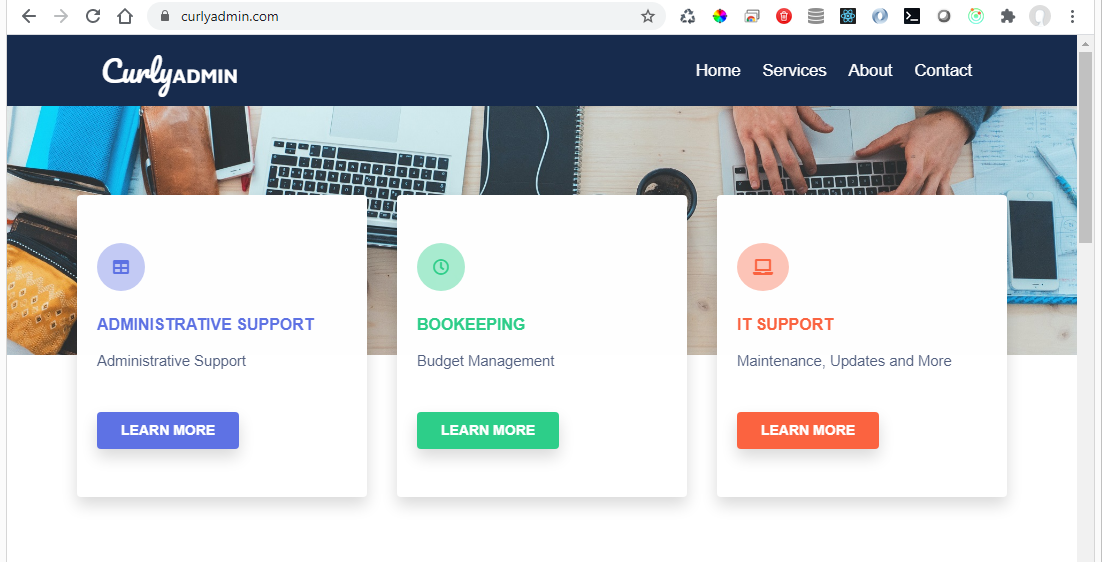 curlyadmin.com
CurlyADMIN
Home Services About Contact
ADMINISTRATIVE SUPPORT
Administrative Support
LEARN MORE
BOOKEEPING
Budget Management
LEARN MORE
IT SUPPORT
Maintenance, Updates and More
LEARN MORE